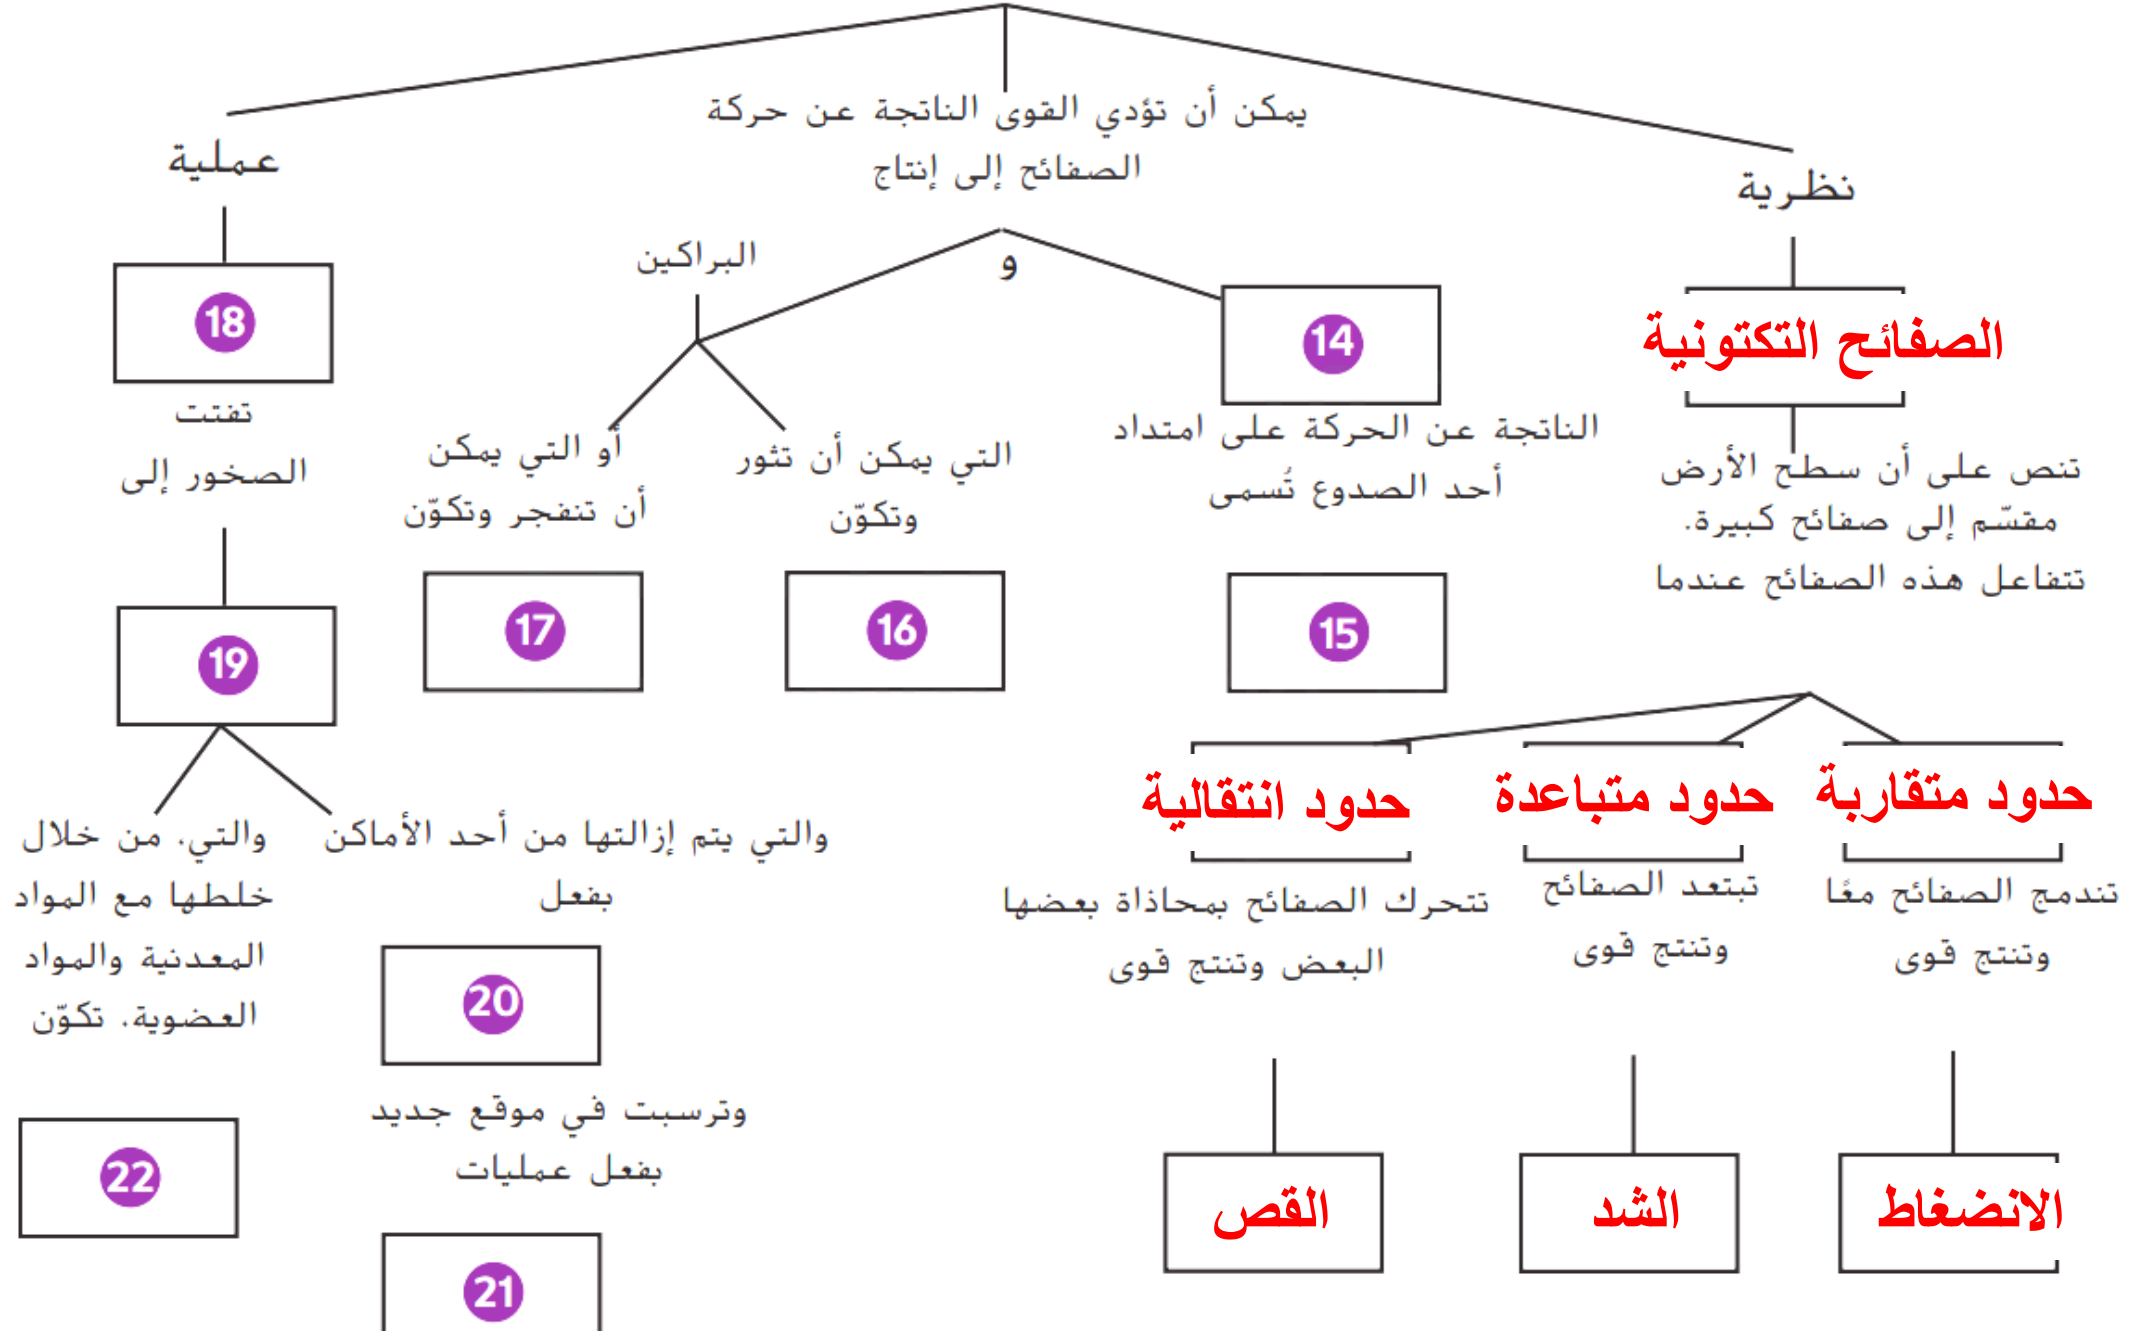 يمكن أن تؤدي القوى الناتجة عن حركة
الصفائح إلى إنتاج
نظرية
الصفائح التكتونية
تنص على أن سطح الأرض
مقسّم إلى صفائح كبيرة.
تتفاعل هذه الصفائح عندما
حدود متقاربة
تندمج الصفائح معًا
وتنتج قوى
الانضغاط
حدود متباعدة
تبتعد الصفائح
وتنتج قوى
الشد
حدود انتقالية
تتحرك الصفائح بمحاذاة بعضها
البعض وتنتج قوى
القص
14
الناتجة عن الحركة على امتداد
أحد الصدوع تُسمى
15
و
البراكين
التي يمكن أن تثور
وتكوّن
16
أو التي يمكن
أن تنفجر وتكوّن
17
عملية
18
تفتت
الصخور إلى
19
والتي يتم إزالتها من أحد الأماكن
بفعل
20
وترسبت في موقع جديد
بفعل عمليات
21
والتي. من خلال
خلطها مع المواد
المعدنية والمواد
العضوية. تكوّن
22